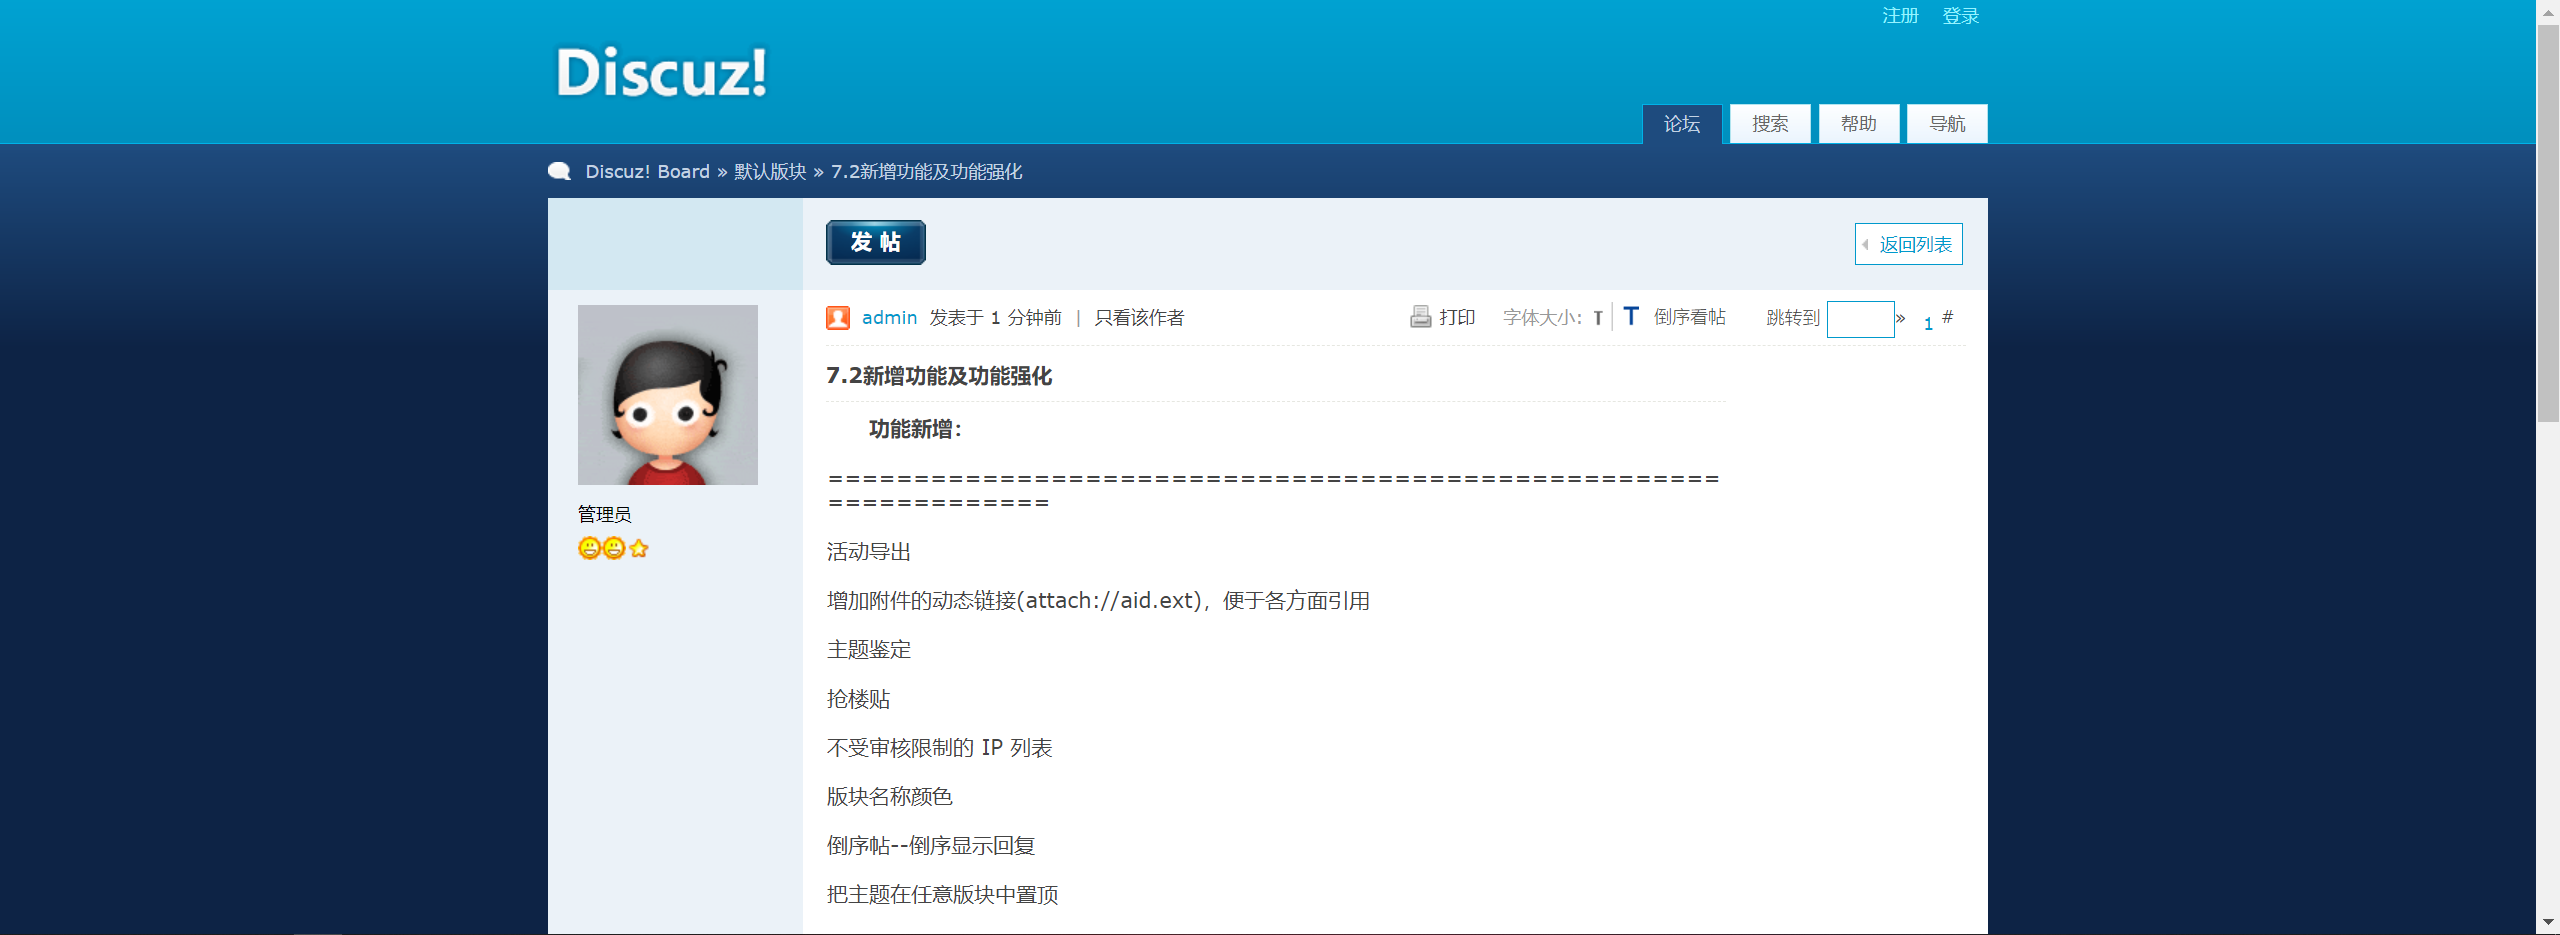 注册 登录
Discuz!
论坛 搜索 帮助 导航
Discuz! Board » 默认版块 » 7.2新增功能及功能强化
发 帖
返回列表
admin 发表于 1 分钟前 | 只看该作者 打印 字体大小: T T 倒序看帖 跳转到 » 1 #
7.2新增功能及功能强化
功能新增：
====================================================
=============
管理员
活动导出
增加附件的动态链接(attach://aid.ext)，便于各方面引用
主题鉴定
抢楼贴
不受审核限制的 IP 列表
版块名称颜色
倒序帖--倒序显示回复
把主题在任意版块中置顶